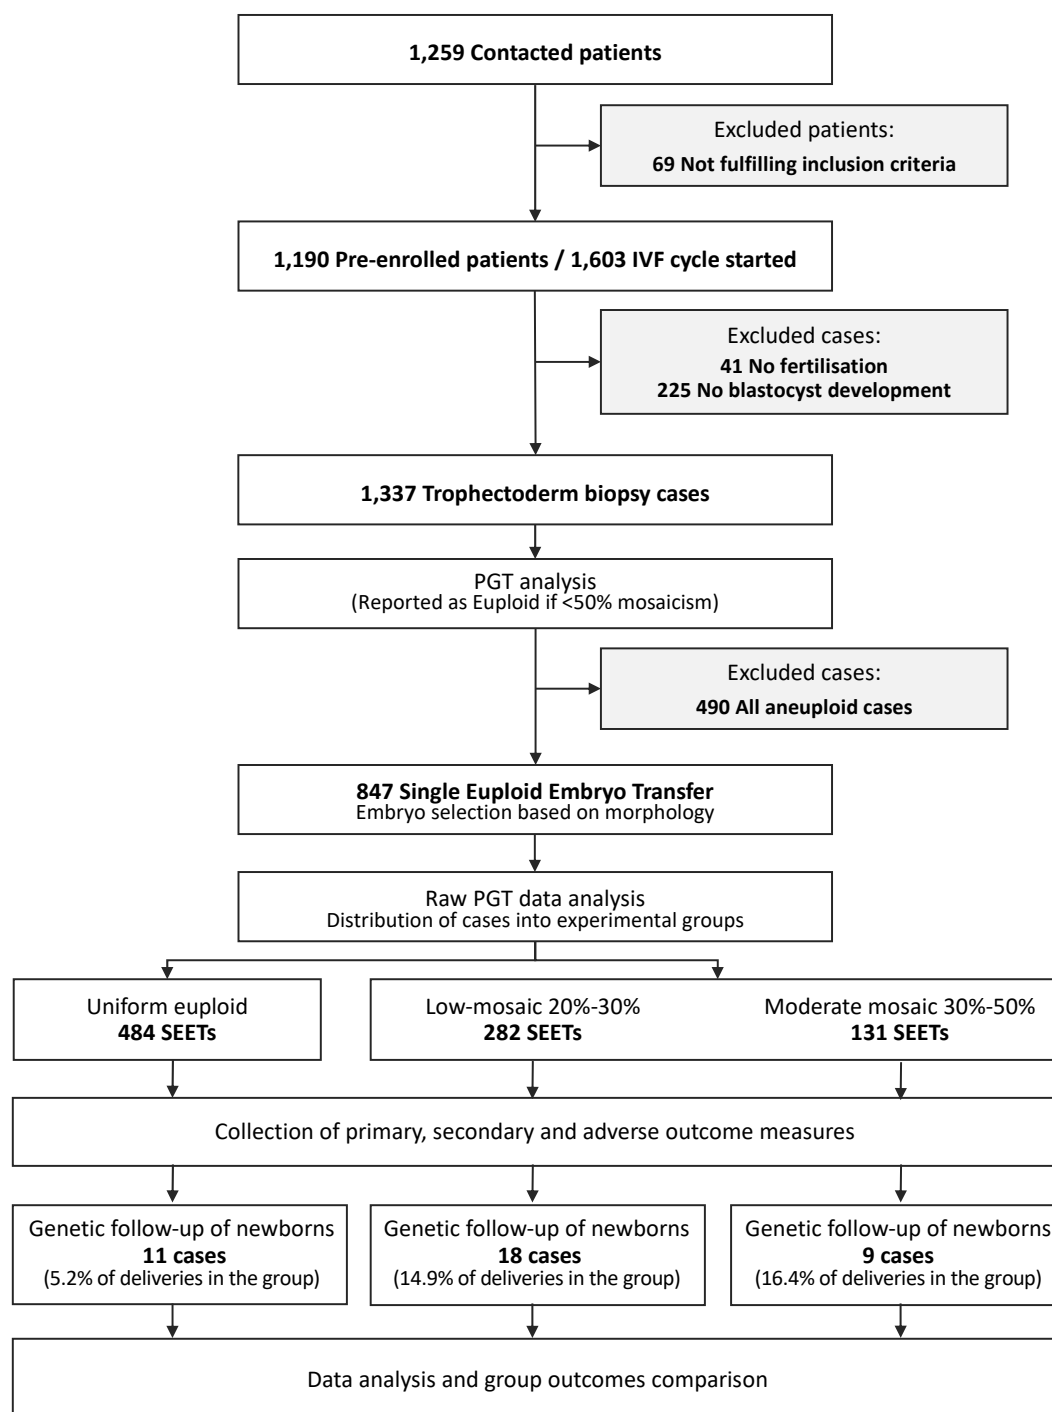 1,259 Contacted patients
Excluded patients:
69 Not fulfilling inclusion criteria
1,190 Pre-enrolled patients / 1,603 IVF cycle started
Excluded cases:
41 No fertilisation
225 No blastocyst development
1,337 Trophectoderm biopsy cases
PGT analysis
(Reported as Euploid if <50% mosaicism)
Excluded cases:
490 All aneuploid cases
847 Single Euploid Embryo Transfer
Embryo selection based on morphology
Raw PGT data analysis
Distribution of cases into experimental groups
Uniform euploid
484 SEETs
Low-mosaic 20%-30%
282 SEETs
Moderate mosaic 30%-50%
131 SEETs
Collection of primary, secondary and adverse outcome measures
Genetic follow-up of newborns
11 cases
(5.2% of deliveries in the group)
Genetic follow-up of newborns
18 cases
(14.9% of deliveries in the group)
Genetic follow-up of newborns
9 cases
(16.4% of deliveries in the group)
Data analysis and group outcomes comparison